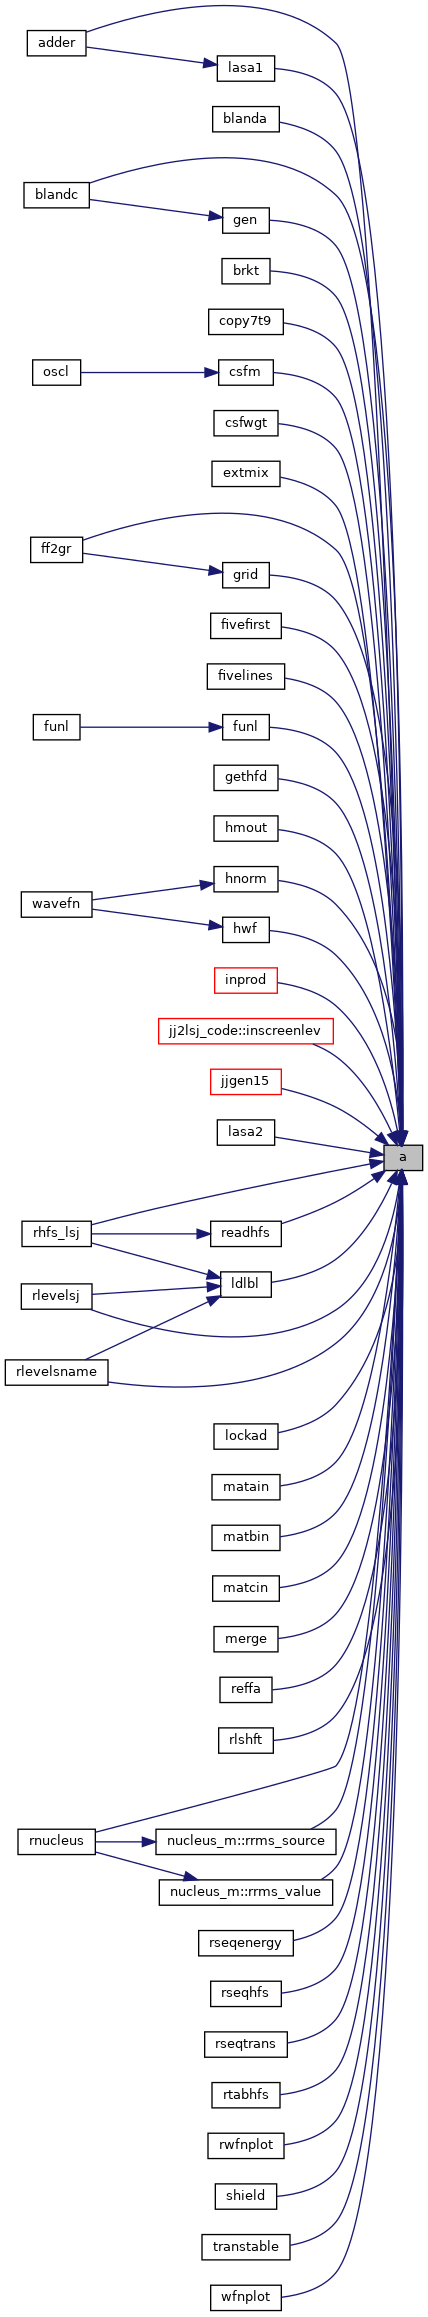 adder
lasa1
blanda
blandc
gen
brkt
copy7t9
oscl
csfm
csfwgt
extmix
ff2gr
grid
fivefirst
fivelines
funl
funl
gethfd
hmout
hnorm
wavefn
hwf
inprod
jj2lsj_code::inscreenlev
jjgen15
lasa2
a
rhfs_lsj
readhfs
ldlbl
rlevelsj
rlevelsname
lockad
matain
matbin
matcin
merge
reffa
rlshft
rnucleus
nucleus_m::rrms_source
nucleus_m::rrms_value
rseqenergy
rseqhfs
rseqtrans
rtabhfs
rwfnplot
shield
transtable
wfnplot